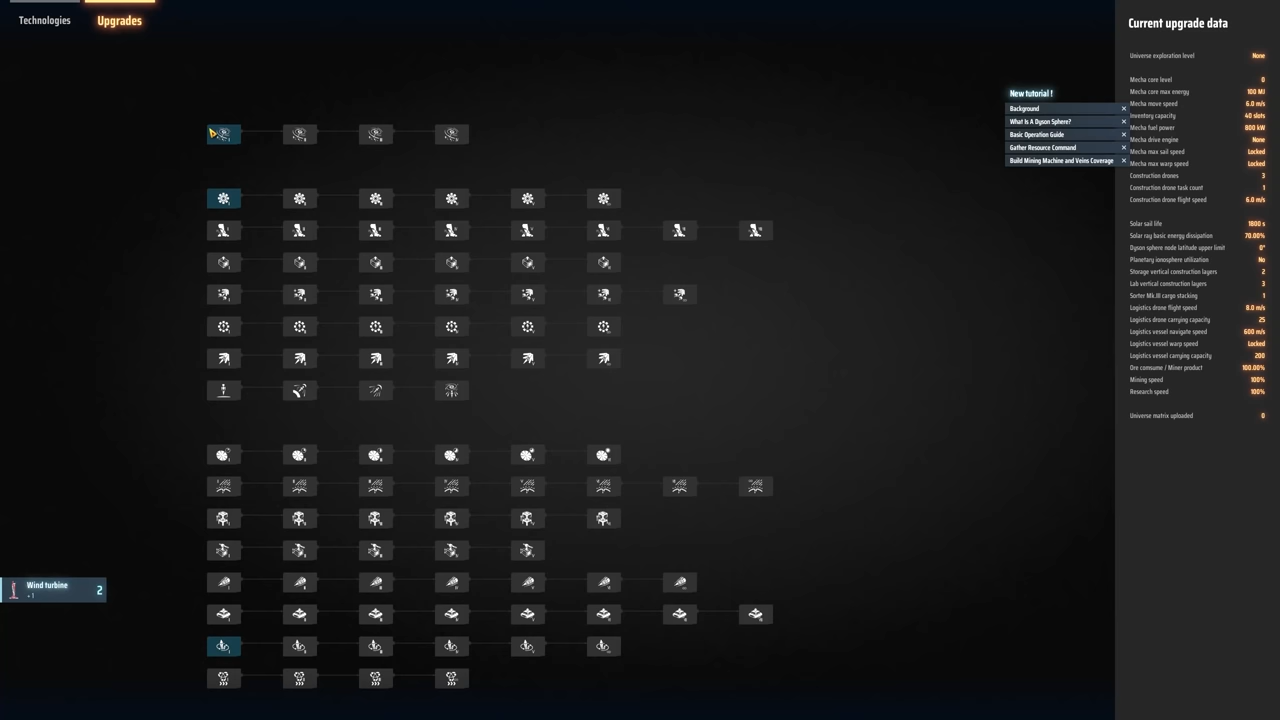 Technologies
Upgrades
Current upgrade data
Universe exploration level None
Mecha core level 0
Mecha core max energy 100 MJ
Mecha move speed 6.0 m/s
Inventory capacity 40 slots
Mecha fuel power 800 kW
Mecha drive engine None
Mecha max sail speed Locked
Mecha max warp speed Locked
Construction drones 3
Construction drone task count 1
Construction drone flight speed 6.0 m/s
Solar sail life 1800 s
Solar ray basic energy dissipation 70.00%
Dyson sphere node latitude upper limit 0°
Planetary ionosphere utilization No
Storage vertical construction layers 2
Lab vertical construction layers 3
Sorter Mk.III cargo stacking 1
Logistics drone flight speed 8.0 m/s
Logistics drone carrying capacity 25
Logistics vessel navigate speed 600 m/s
Logistics vessel warp speed Locked
Logistics vessel carrying capacity 200
Ore consume / Miner product 100.00%
Mining speed 100%
Research speed 100%
Universe matrix uploaded 0
New tutorial !
Background ×
What Is A Dyson Sphere? ×
Basic Operation Guide ×
Gather Resource Command ×
Build Mining Machine and Veins Coverage ×
Wind turbine 2
+ 1